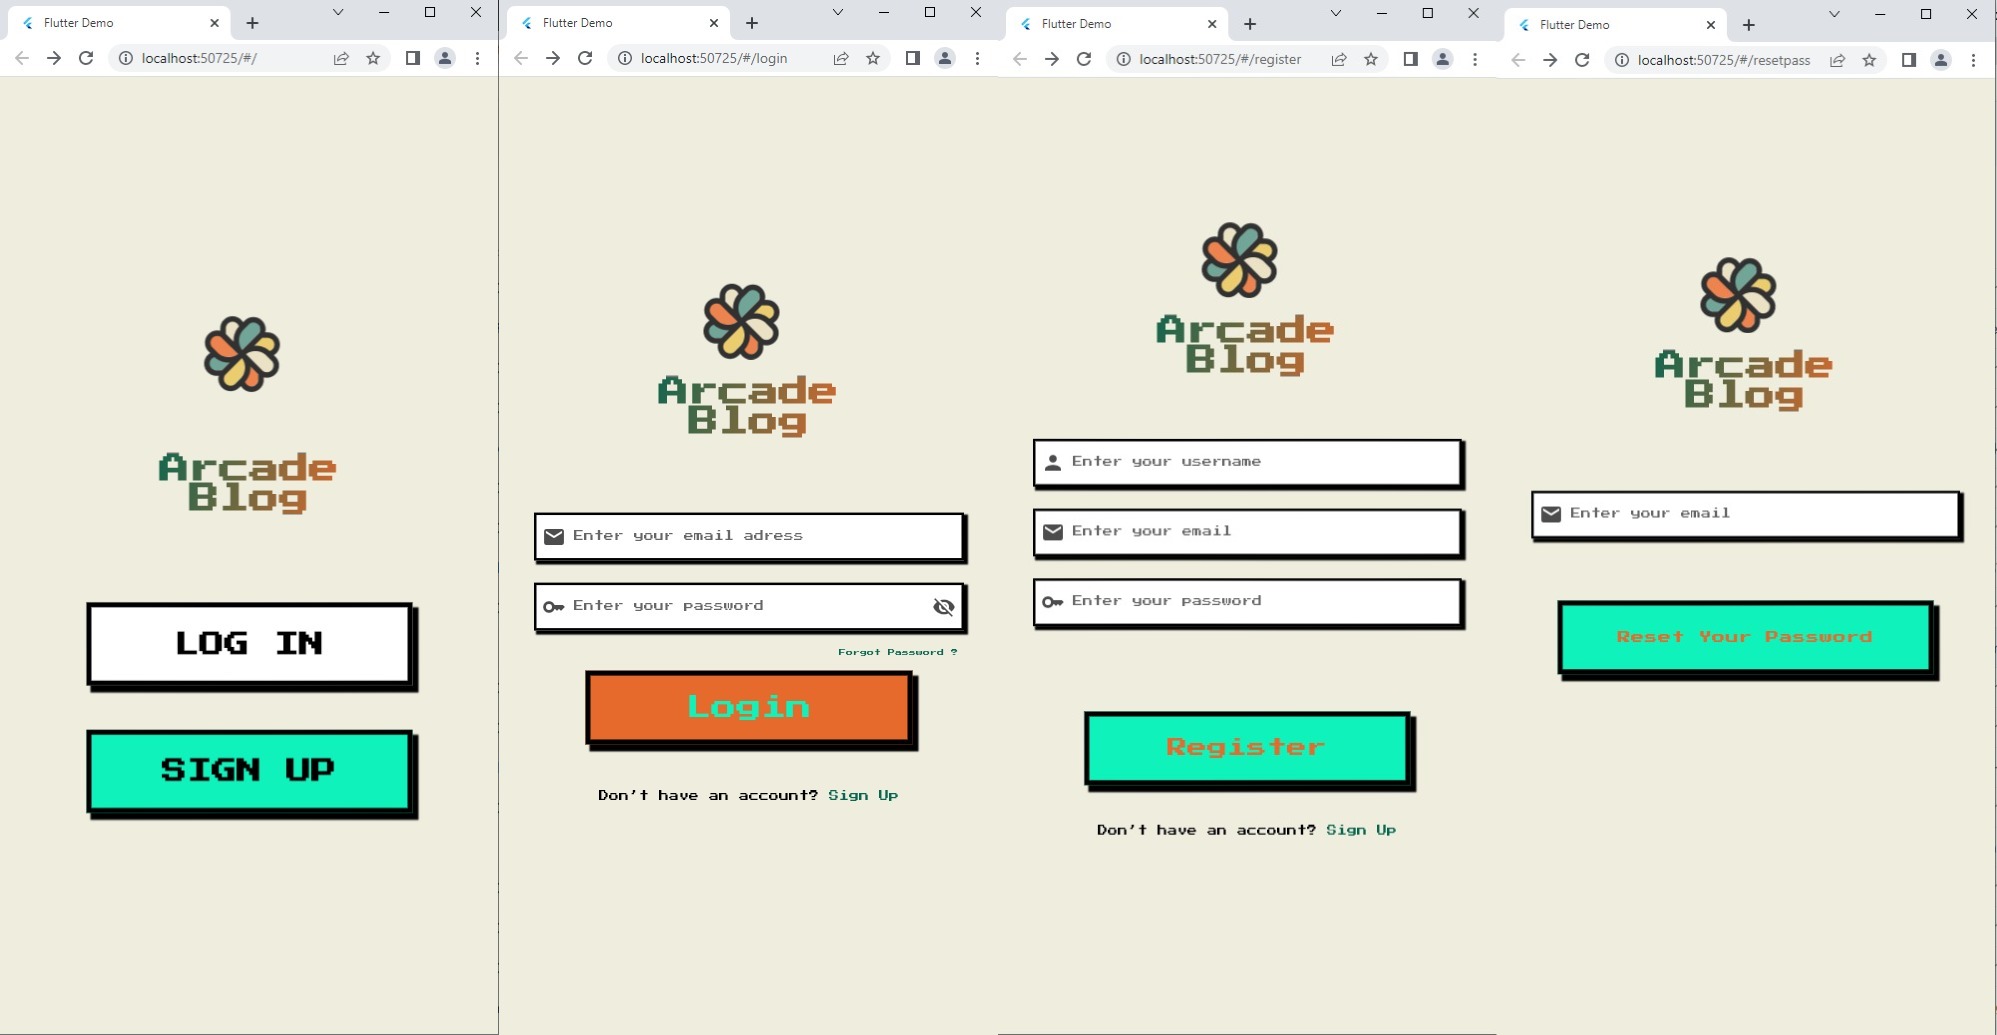 Flutter Demo
localhost:50725/#/
Arcade
Blog
LOG IN
SIGN UP
Flutter Demo
localhost:50725/#/login
Arcade
Blog
Enter your email adress
Enter your password
Forgot Password ?
Login
Don't have an account? Sign Up
Flutter Demo
localhost:50725/#/register
Arcade
Blog
Enter your username
Enter your email
Enter your password
Register
Don't have an account? Sign Up
Flutter Demo
localhost:50725/#/resetpass
Arcade
Blog
Enter your email
Reset Your Password